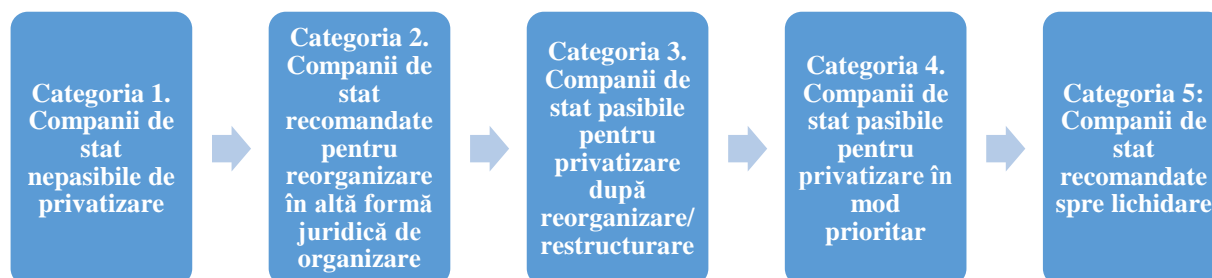 Categoria 1.
Companii de
stat
nepasibile de
privatizare
Categoria 2.
Companii de
stat
recomandate
pentru
reorganizare
în altă formă
juridică de
organizare
Categoria 3.
Companii de
stat pasibile
pentru
privatizare
după
reorganizare/
restructurare
Categoria 4.
Companii de
stat pasibile
pentru
privatizare în
mod
prioritar
Categoria 5:
Companii de
stat
recomandate
spre lichidare